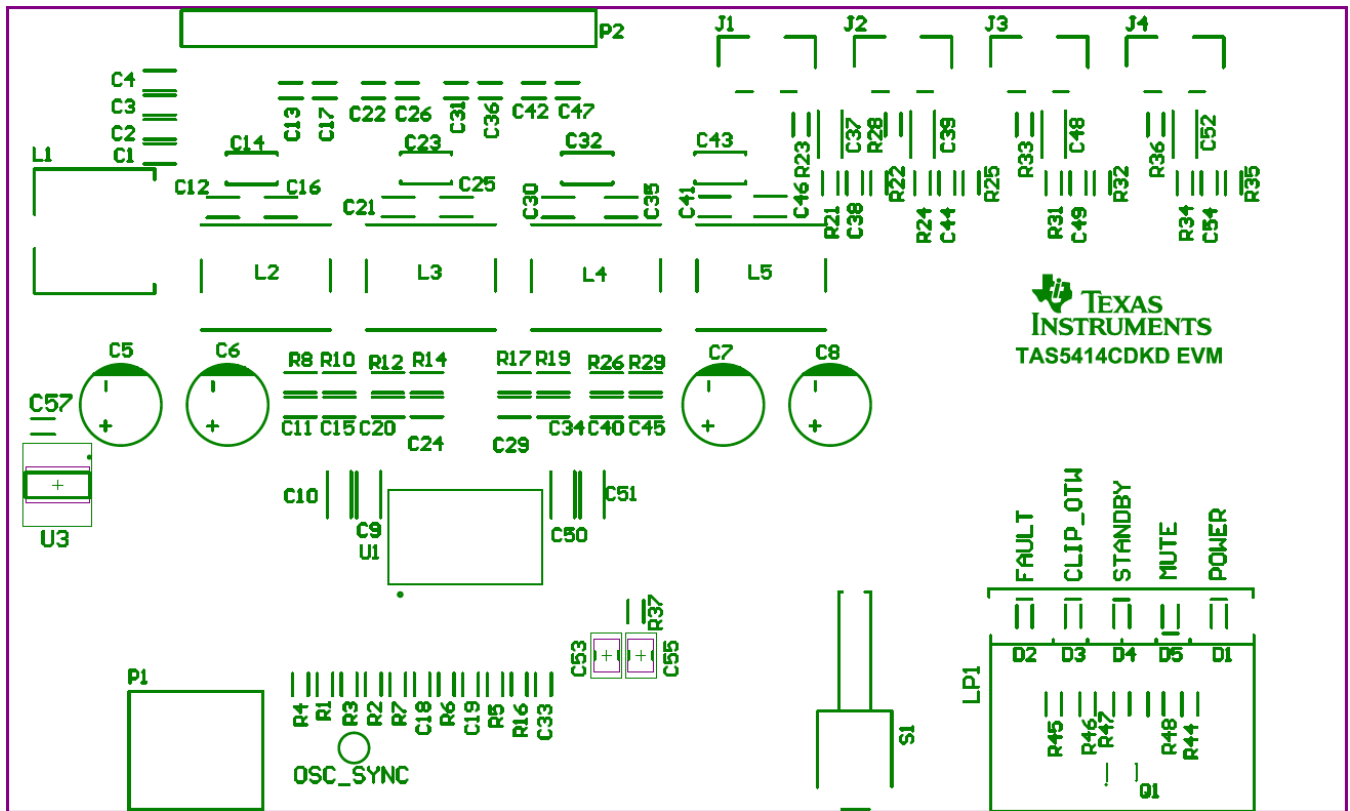 P2
J1 J2 J3 J4
C4
C3
C2
C1
L1
C13 C17 C22 C26 C31 C36 C42 C47
C14 C23 C32 C43
C12 C16 C21 C25 C30 C35 C41 C46
R23 C37 R28 C39 R33 C48 R36 C52
R21 C38 R22 R24 C44 R25 R31 C49 R32 R34 C54 R35
L2 L3 L4 L5
TEXAS
INSTRUMENTS
TAS5414CDKD EVM
C5 C6 R8 R10 R12 R14 R17 R19 R26 R29 C7 C8
C57
+ + + +
C11 C15 C20 C24 C29 C34 C40 C45
U3
C10 C9 C50 C51
U1
FAULT CLIP_OTW STANDBY MUTE POWER
R37
C53 C55
D2 D3 D4 D5 D1
LP1
P1
R4 R1 R3 R2 R7 C18 R6 C19 R5 R16 C33
S1
R45 R46 R47 R48 R44
OSC_SYNC
Q1